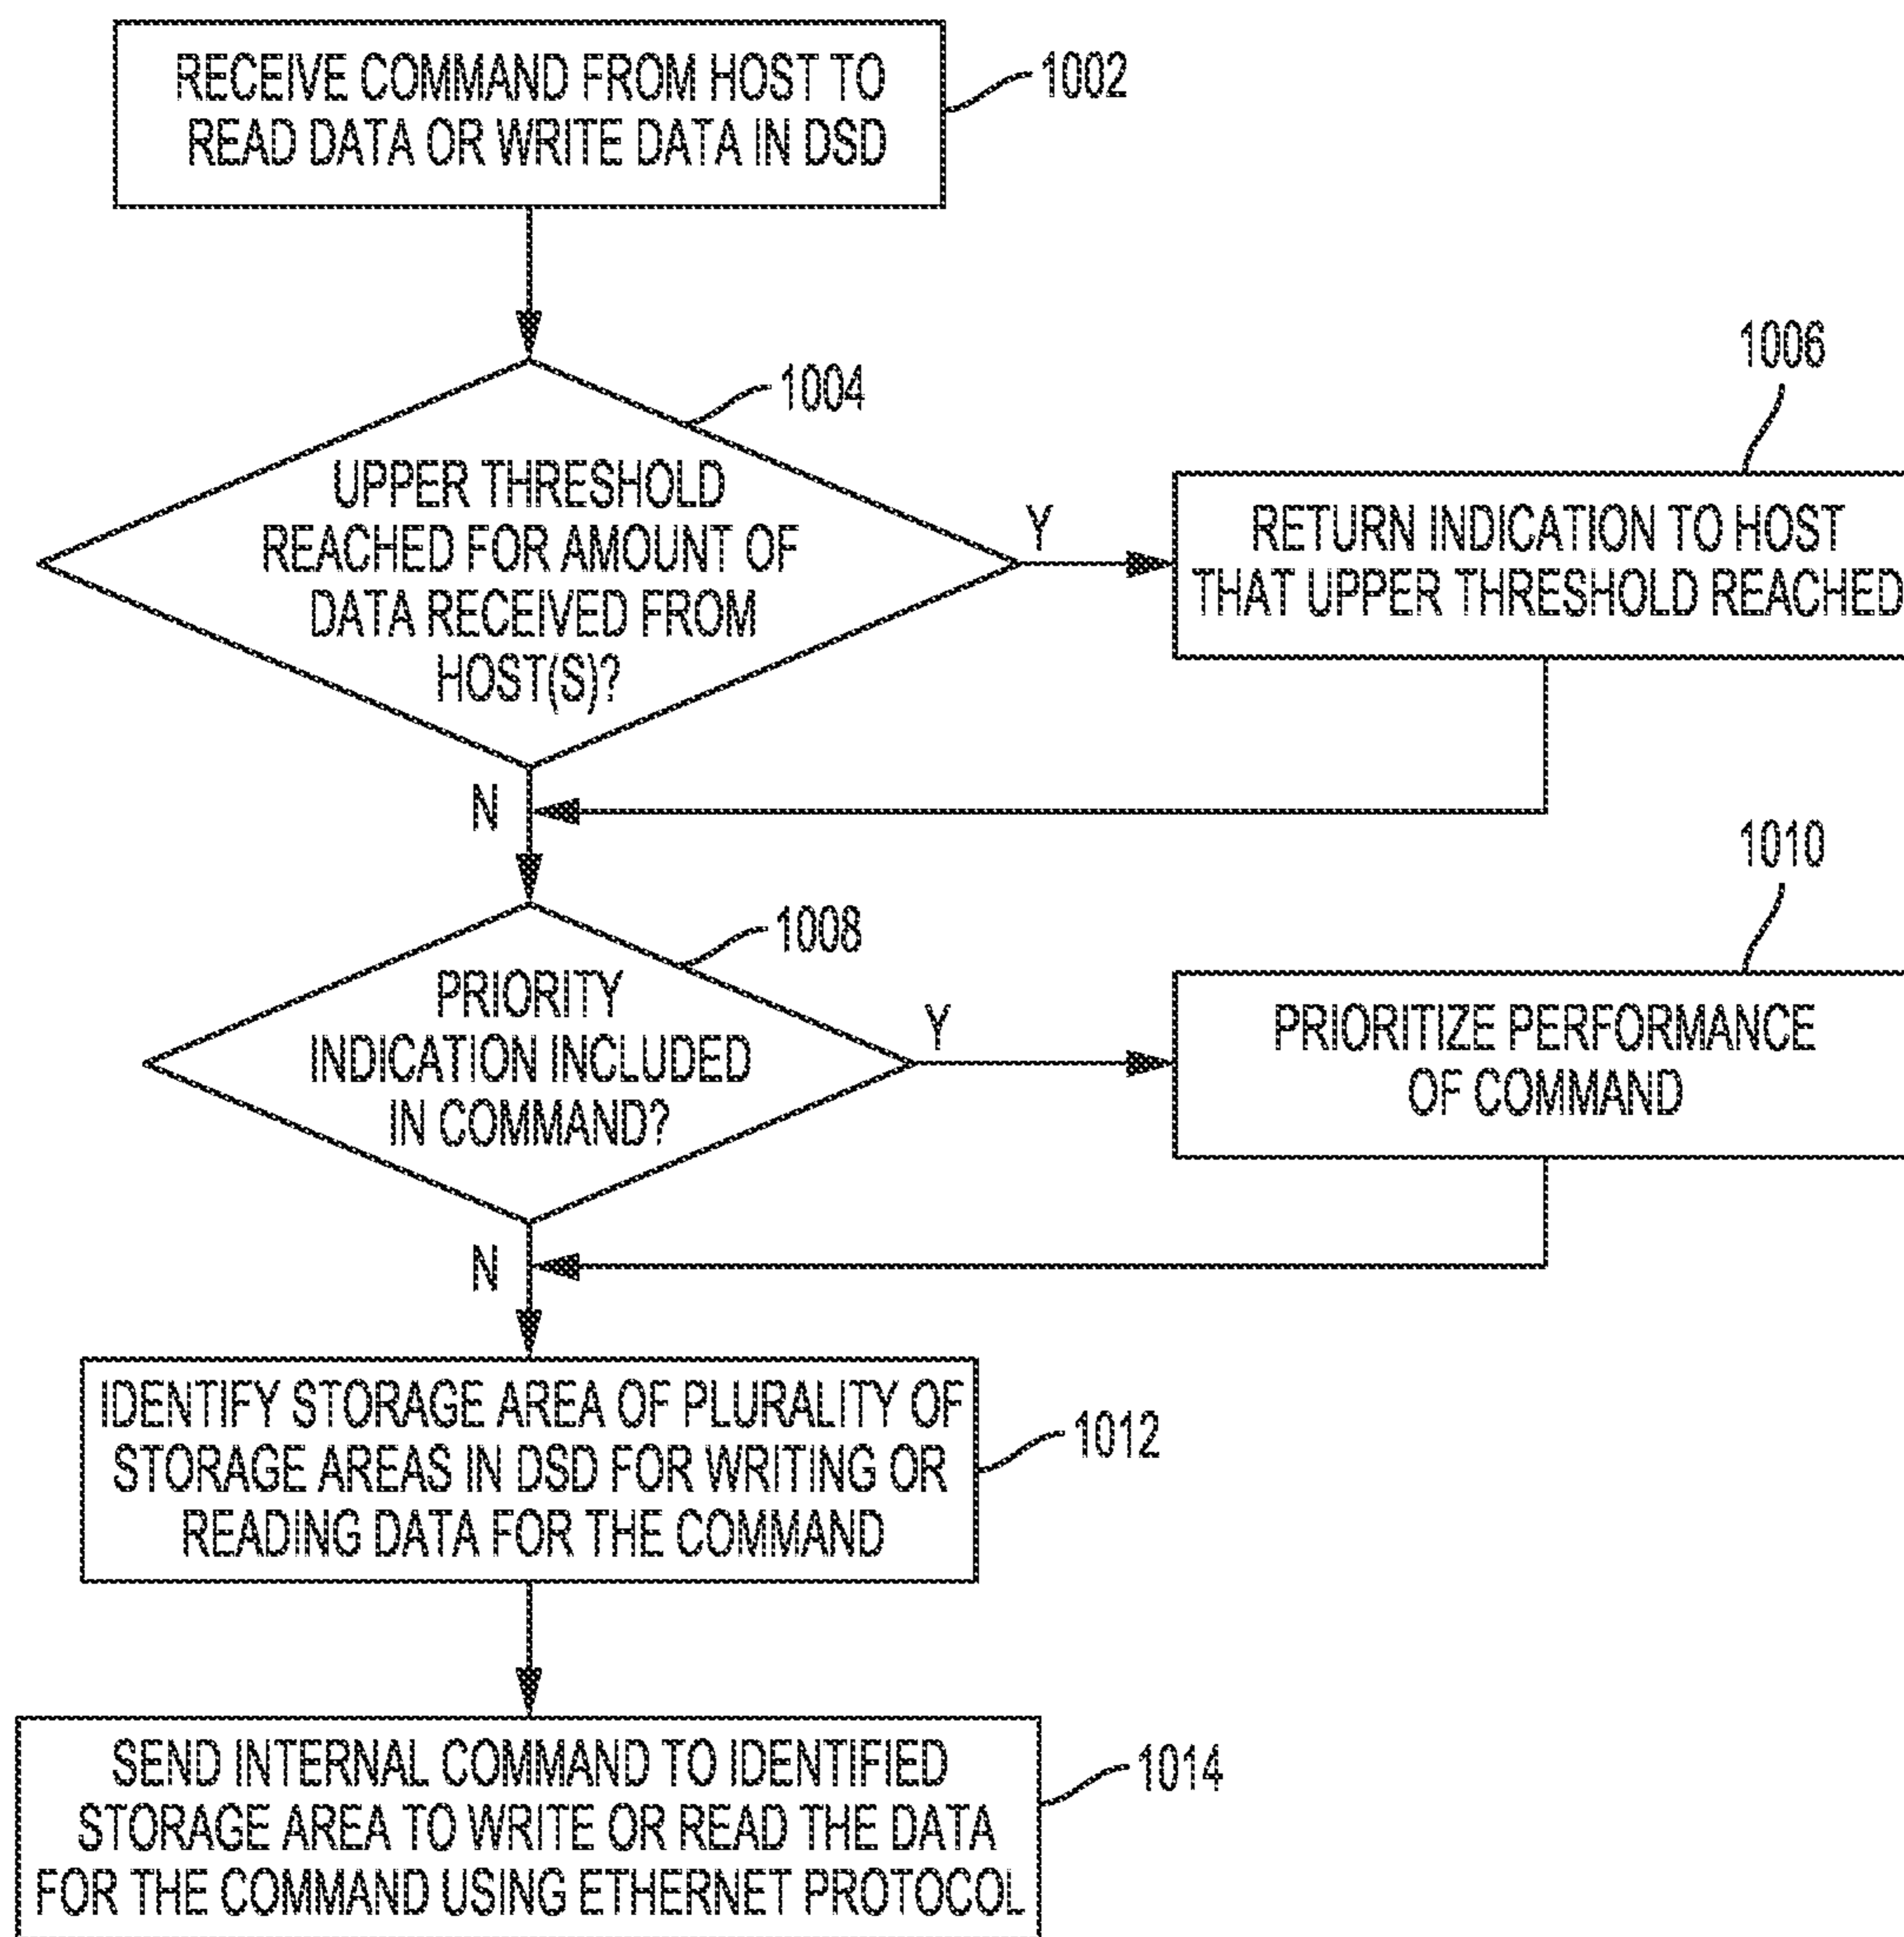 RECEIVE COMMAND FROM HOST TO
READ DATA OR WRITE DATA IN DSD
1002
1004
UPPER THRESHOLD
REACHED FOR AMOUNT OF
DATA RECEIVED FROM
HOST(S)?
Y
1006
RETURN INDICATION TO HOST
THAT UPPER THRESHOLD REACHED
N
1008
PRIORITY
INDICATION INCLUDED
IN COMMAND?
Y
1010
PRIORITIZE PERFORMANCE
OF COMMAND
N
IDENTIFY STORAGE AREA OF PLURALITY OF
STORAGE AREAS IN DSD FOR WRITING OR
READING DATA FOR THE COMMAND
1012
SEND INTERNAL COMMAND TO IDENTIFIED
STORAGE AREA TO WRITE OR READ THE DATA
FOR THE COMMAND USING ETHERNET PROTOCOL
1014